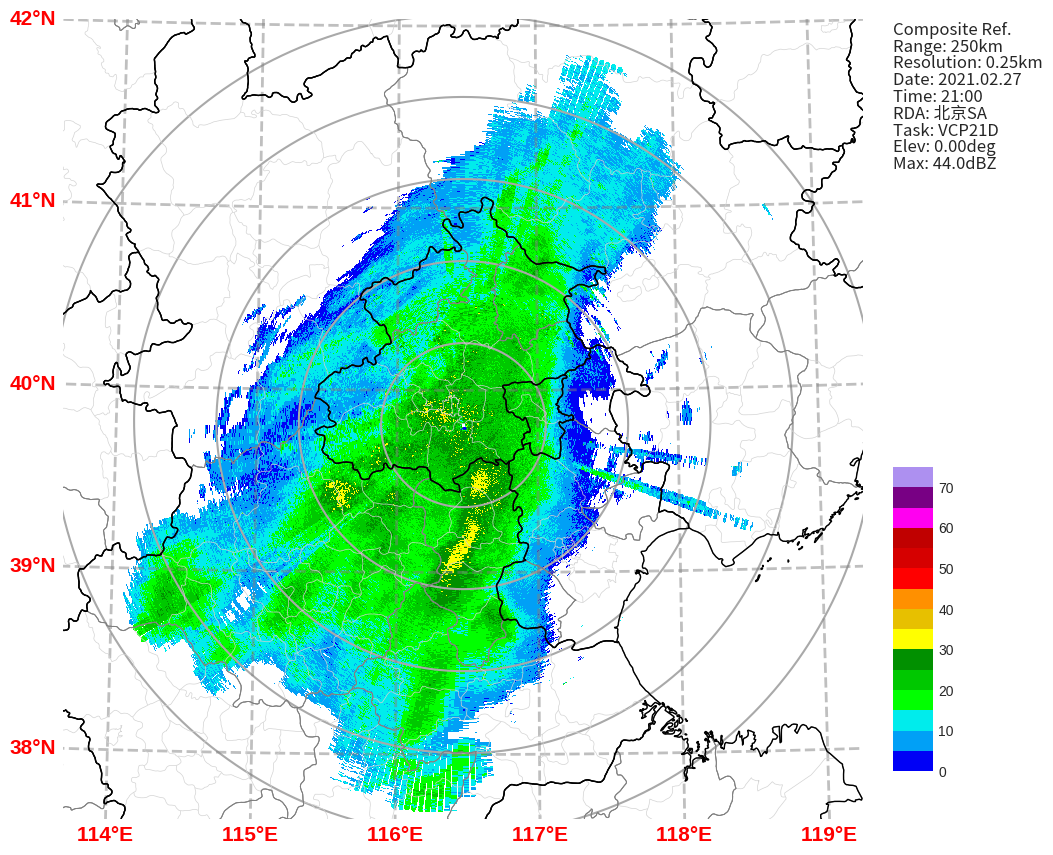 42°N
41°N
40°N
39°N
38°N
114°E
115°E
116°E
117°E
118°E
119°E
Composite Ref.
Range: 250km
Resolution: 0.25km
Date: 2021.02.27
Time: 21:00
RDA: 北京SA
Task: VCP21D
Elev: 0.00deg
Max: 44.0dBZ
70
60
50
40
30
20
10
0